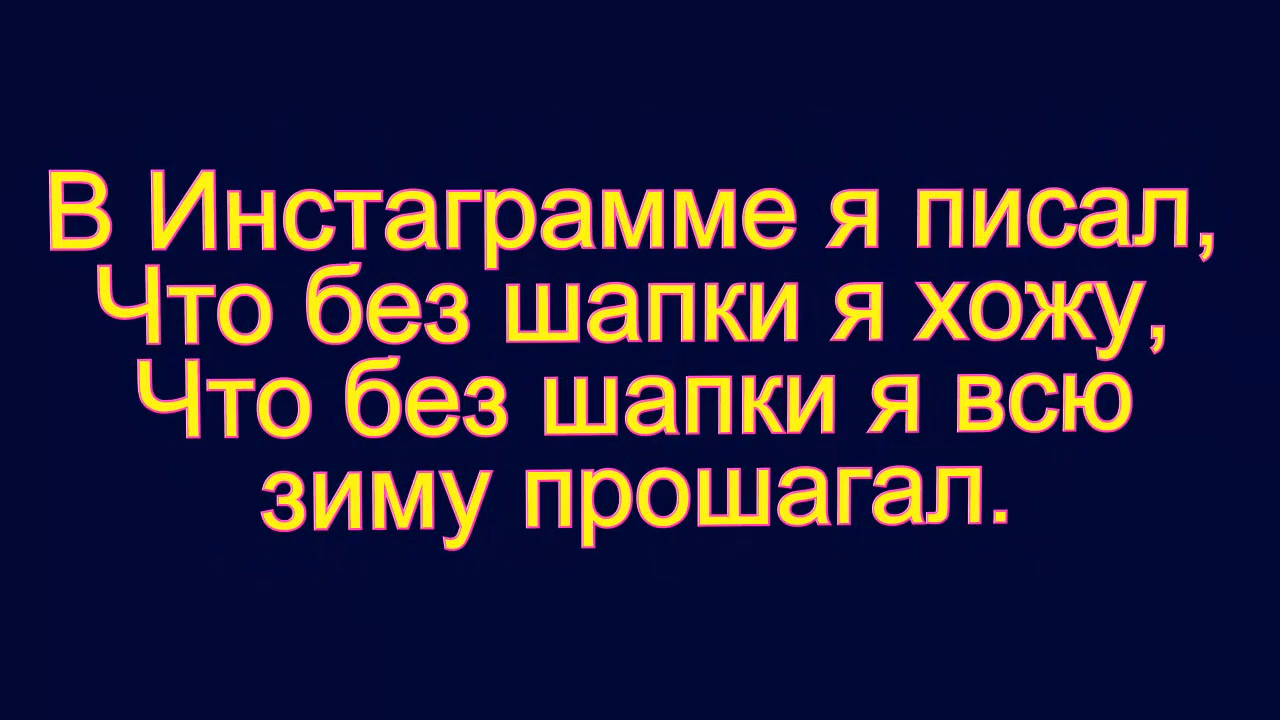 В Инстаграмме я писал,
Что без шапки я хожу,
Что без шапки я всю
зиму прошагал.